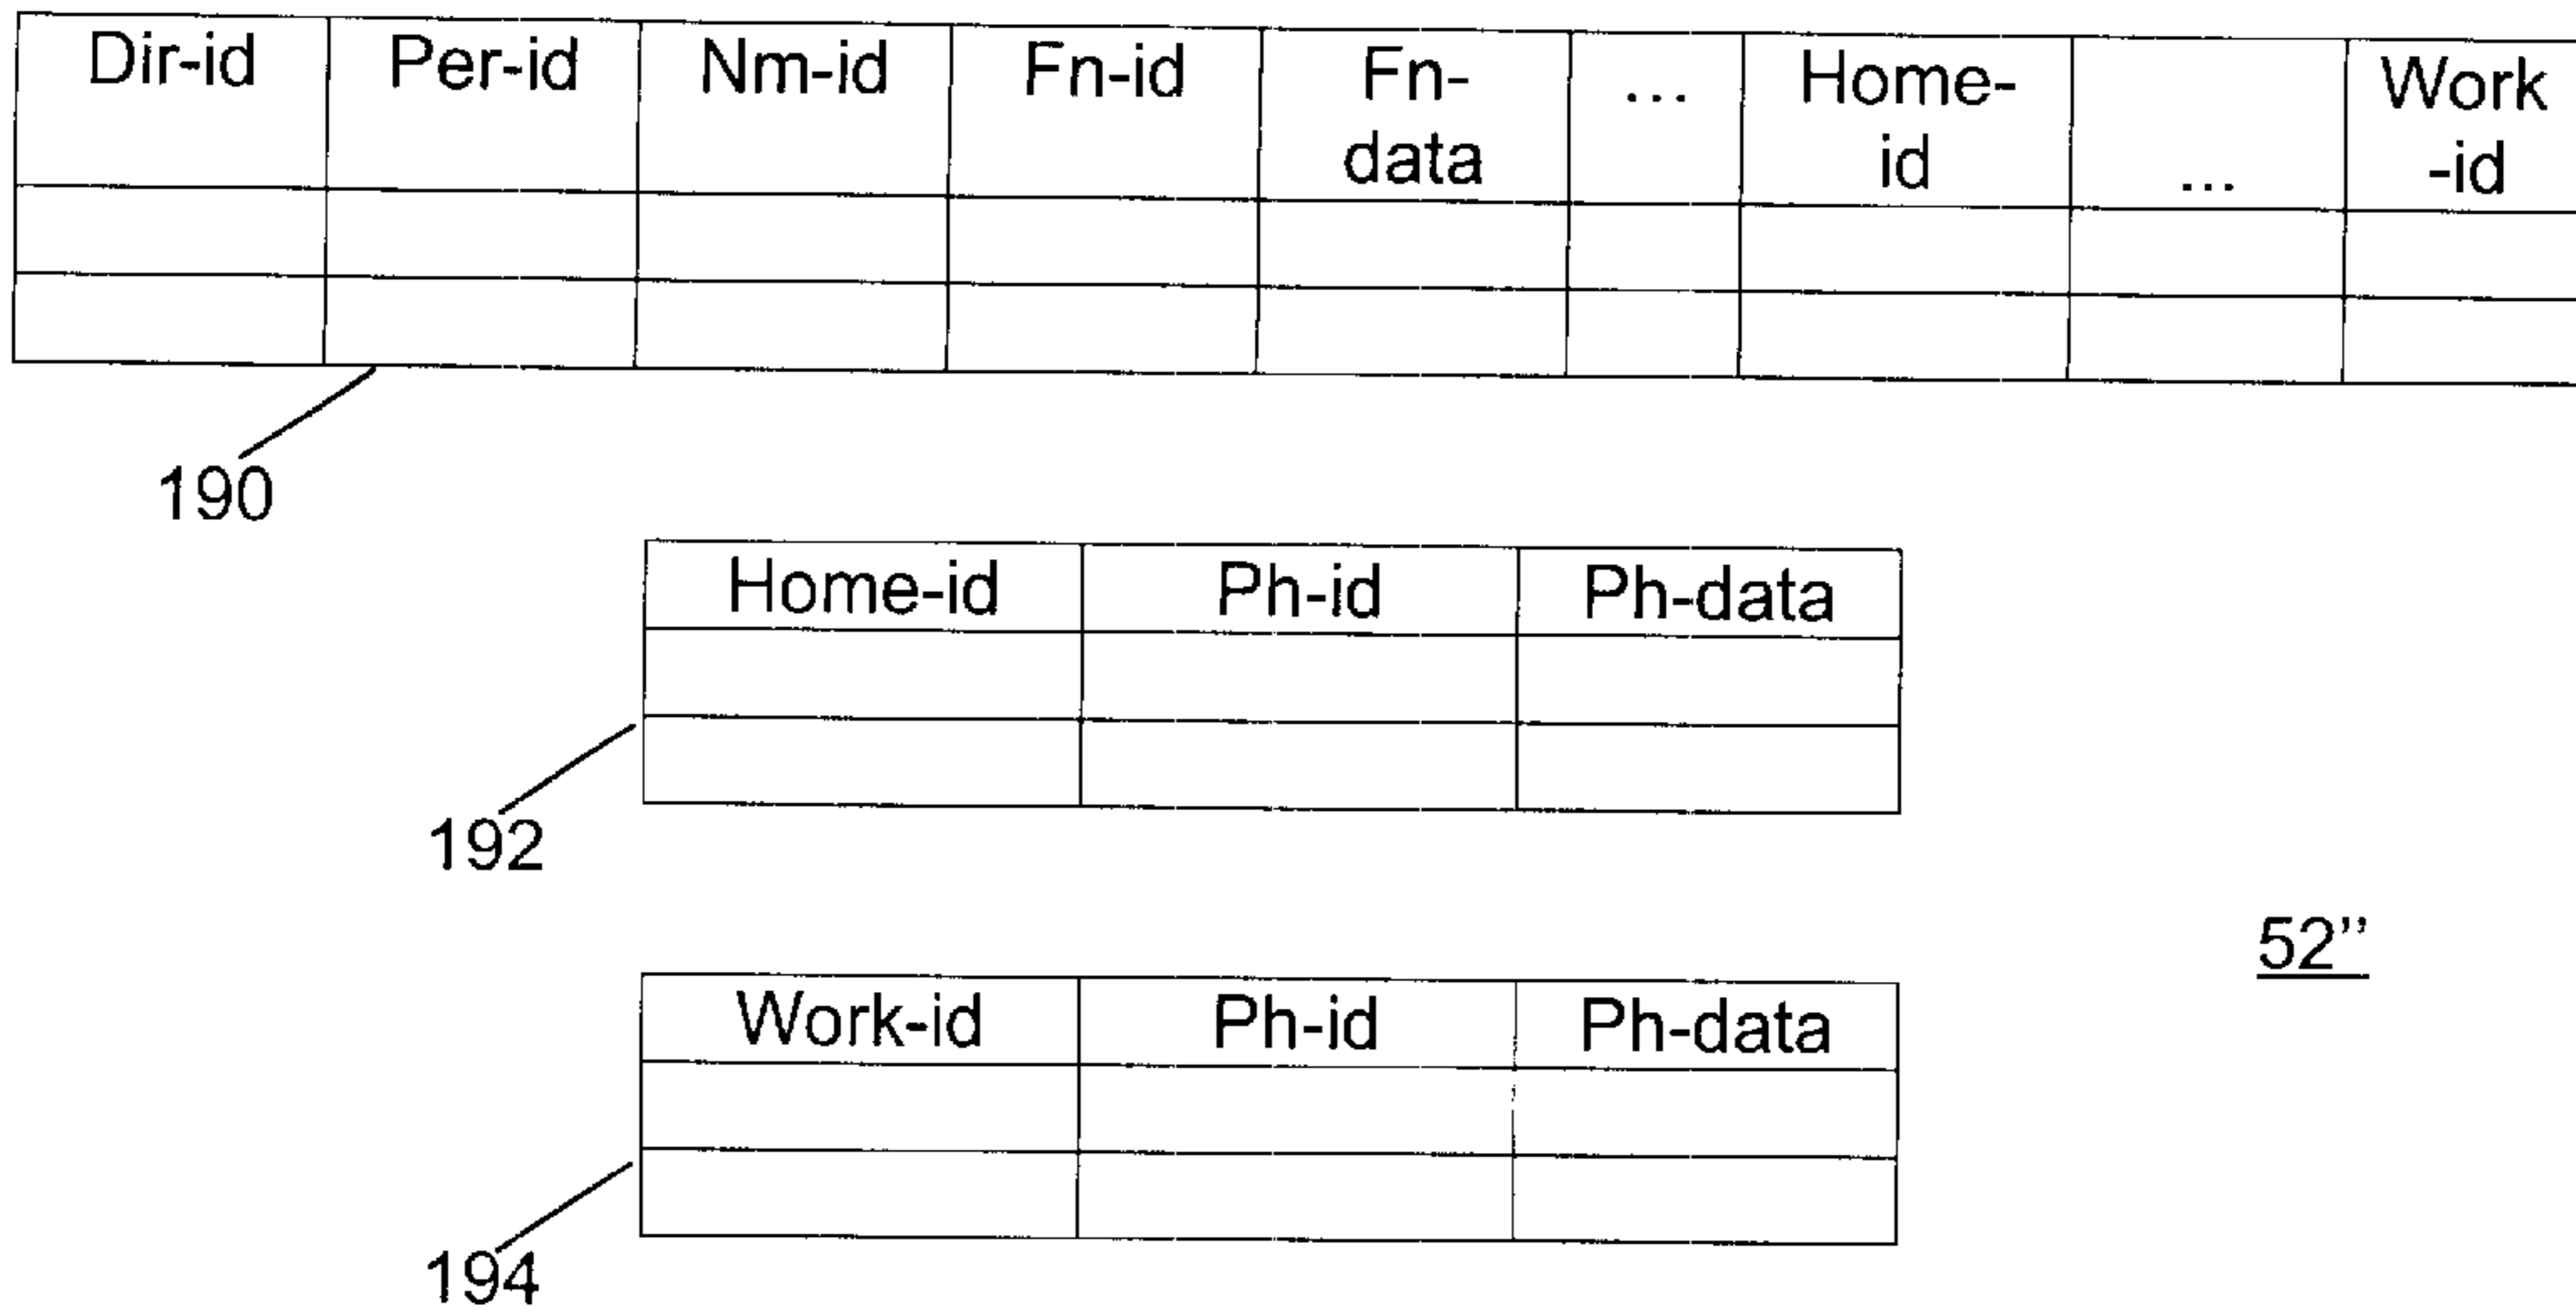 Dir-id Per-id Nm-id Fn-id Fn- ... Home- Work
data id ... -id
190
Home-id Ph-id Ph-data
192
52”
Work-id Ph-id Ph-data
194